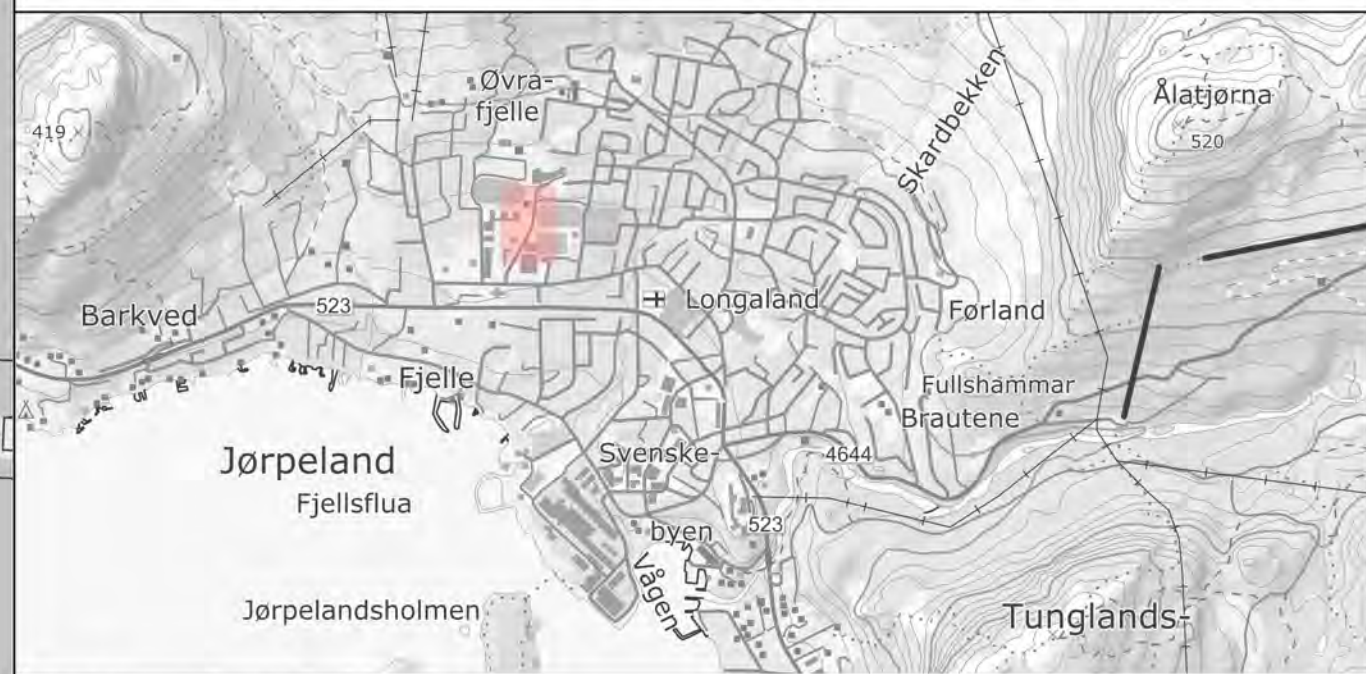 Øvra-
fjelle
Skardbekken
Ålatjørna
520
419
Barkved
523
Longaland
Førland
Fjelle
Fullshammar
Brautene
Jørpeland
Fjellsflua
Svenske-
byen
4644
523
Vågen
Jørpelandsholmen
Tunglands-